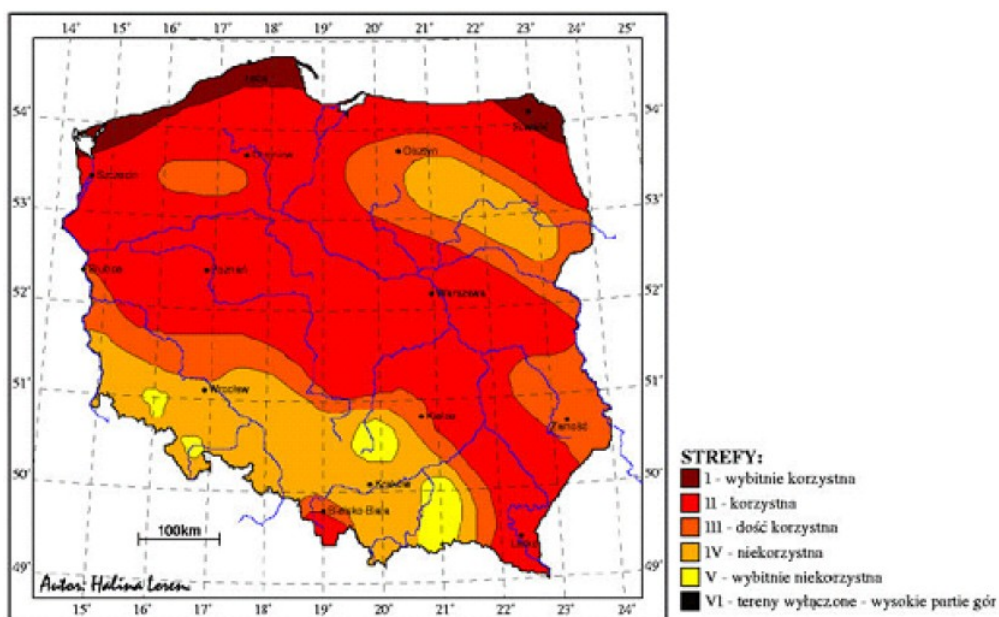 14° 15° 16° 17° 18° 19° 20° 21° 22° 23° 24° 25°
54° 54°
Suwałki
Chojnice
Olsztyn
Szczecin
53° 53°
Słubice
Poznań
52° 52°
Warszawa
51° 51°
Wrocław
Kielce
Zamość
50° 50°
Kraków
Bielsko-Biała
100km
49° 49°
Autor: Halina Lorenc
15° 16° 17° 18° 19° 20° 21° 22° 23° 24°
STREFY:
I - wybitnie korzystna
II - korzystna
III - dość korzystna
IV - niekorzystna
V - wybitnie niekorzystna
VI - tereny wyłączone - wysokie partie gór